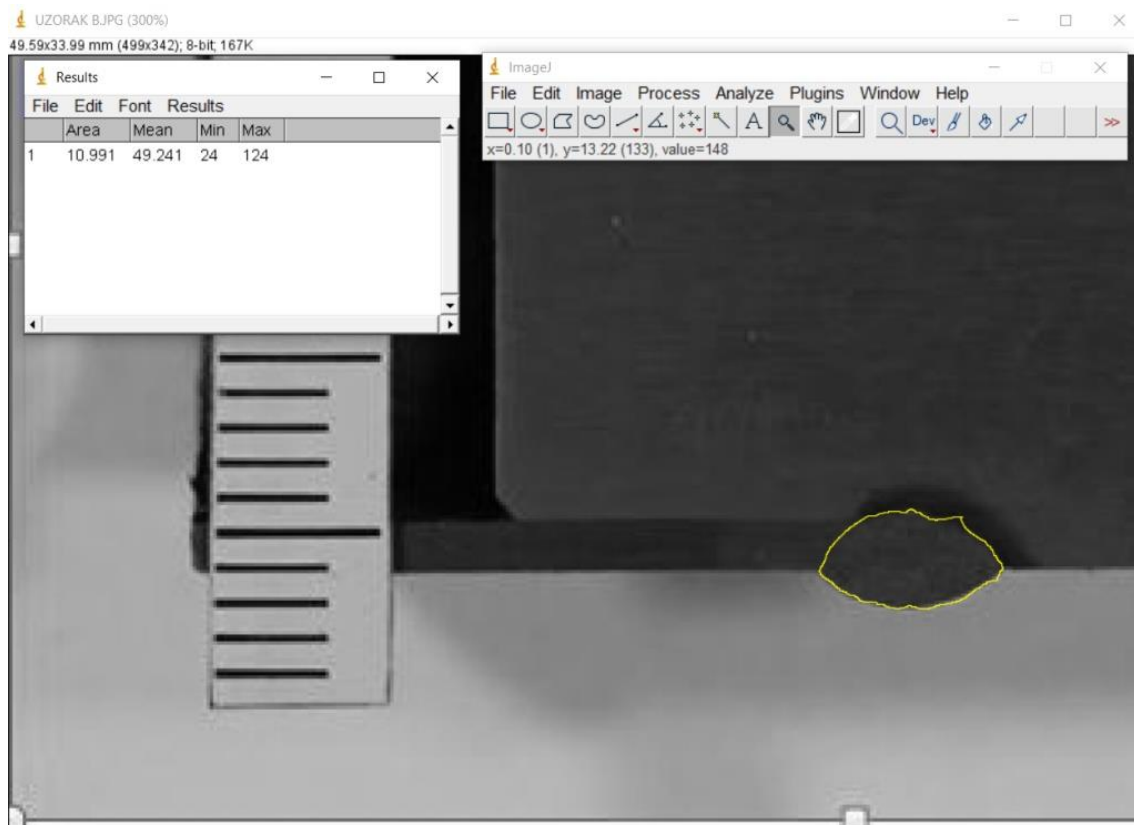 UZORAK B.JPG (300%)
49.59x33.99 mm (499x342); 8-bit; 167K
Results
File Edit Font Results
Area Mean Min Max
1 10.991 49.241 24 124
ImageJ
File Edit Image Process Analyze Plugins Window Help
A Dev >>
x=0.10 (1), y=13.22 (133), value=148